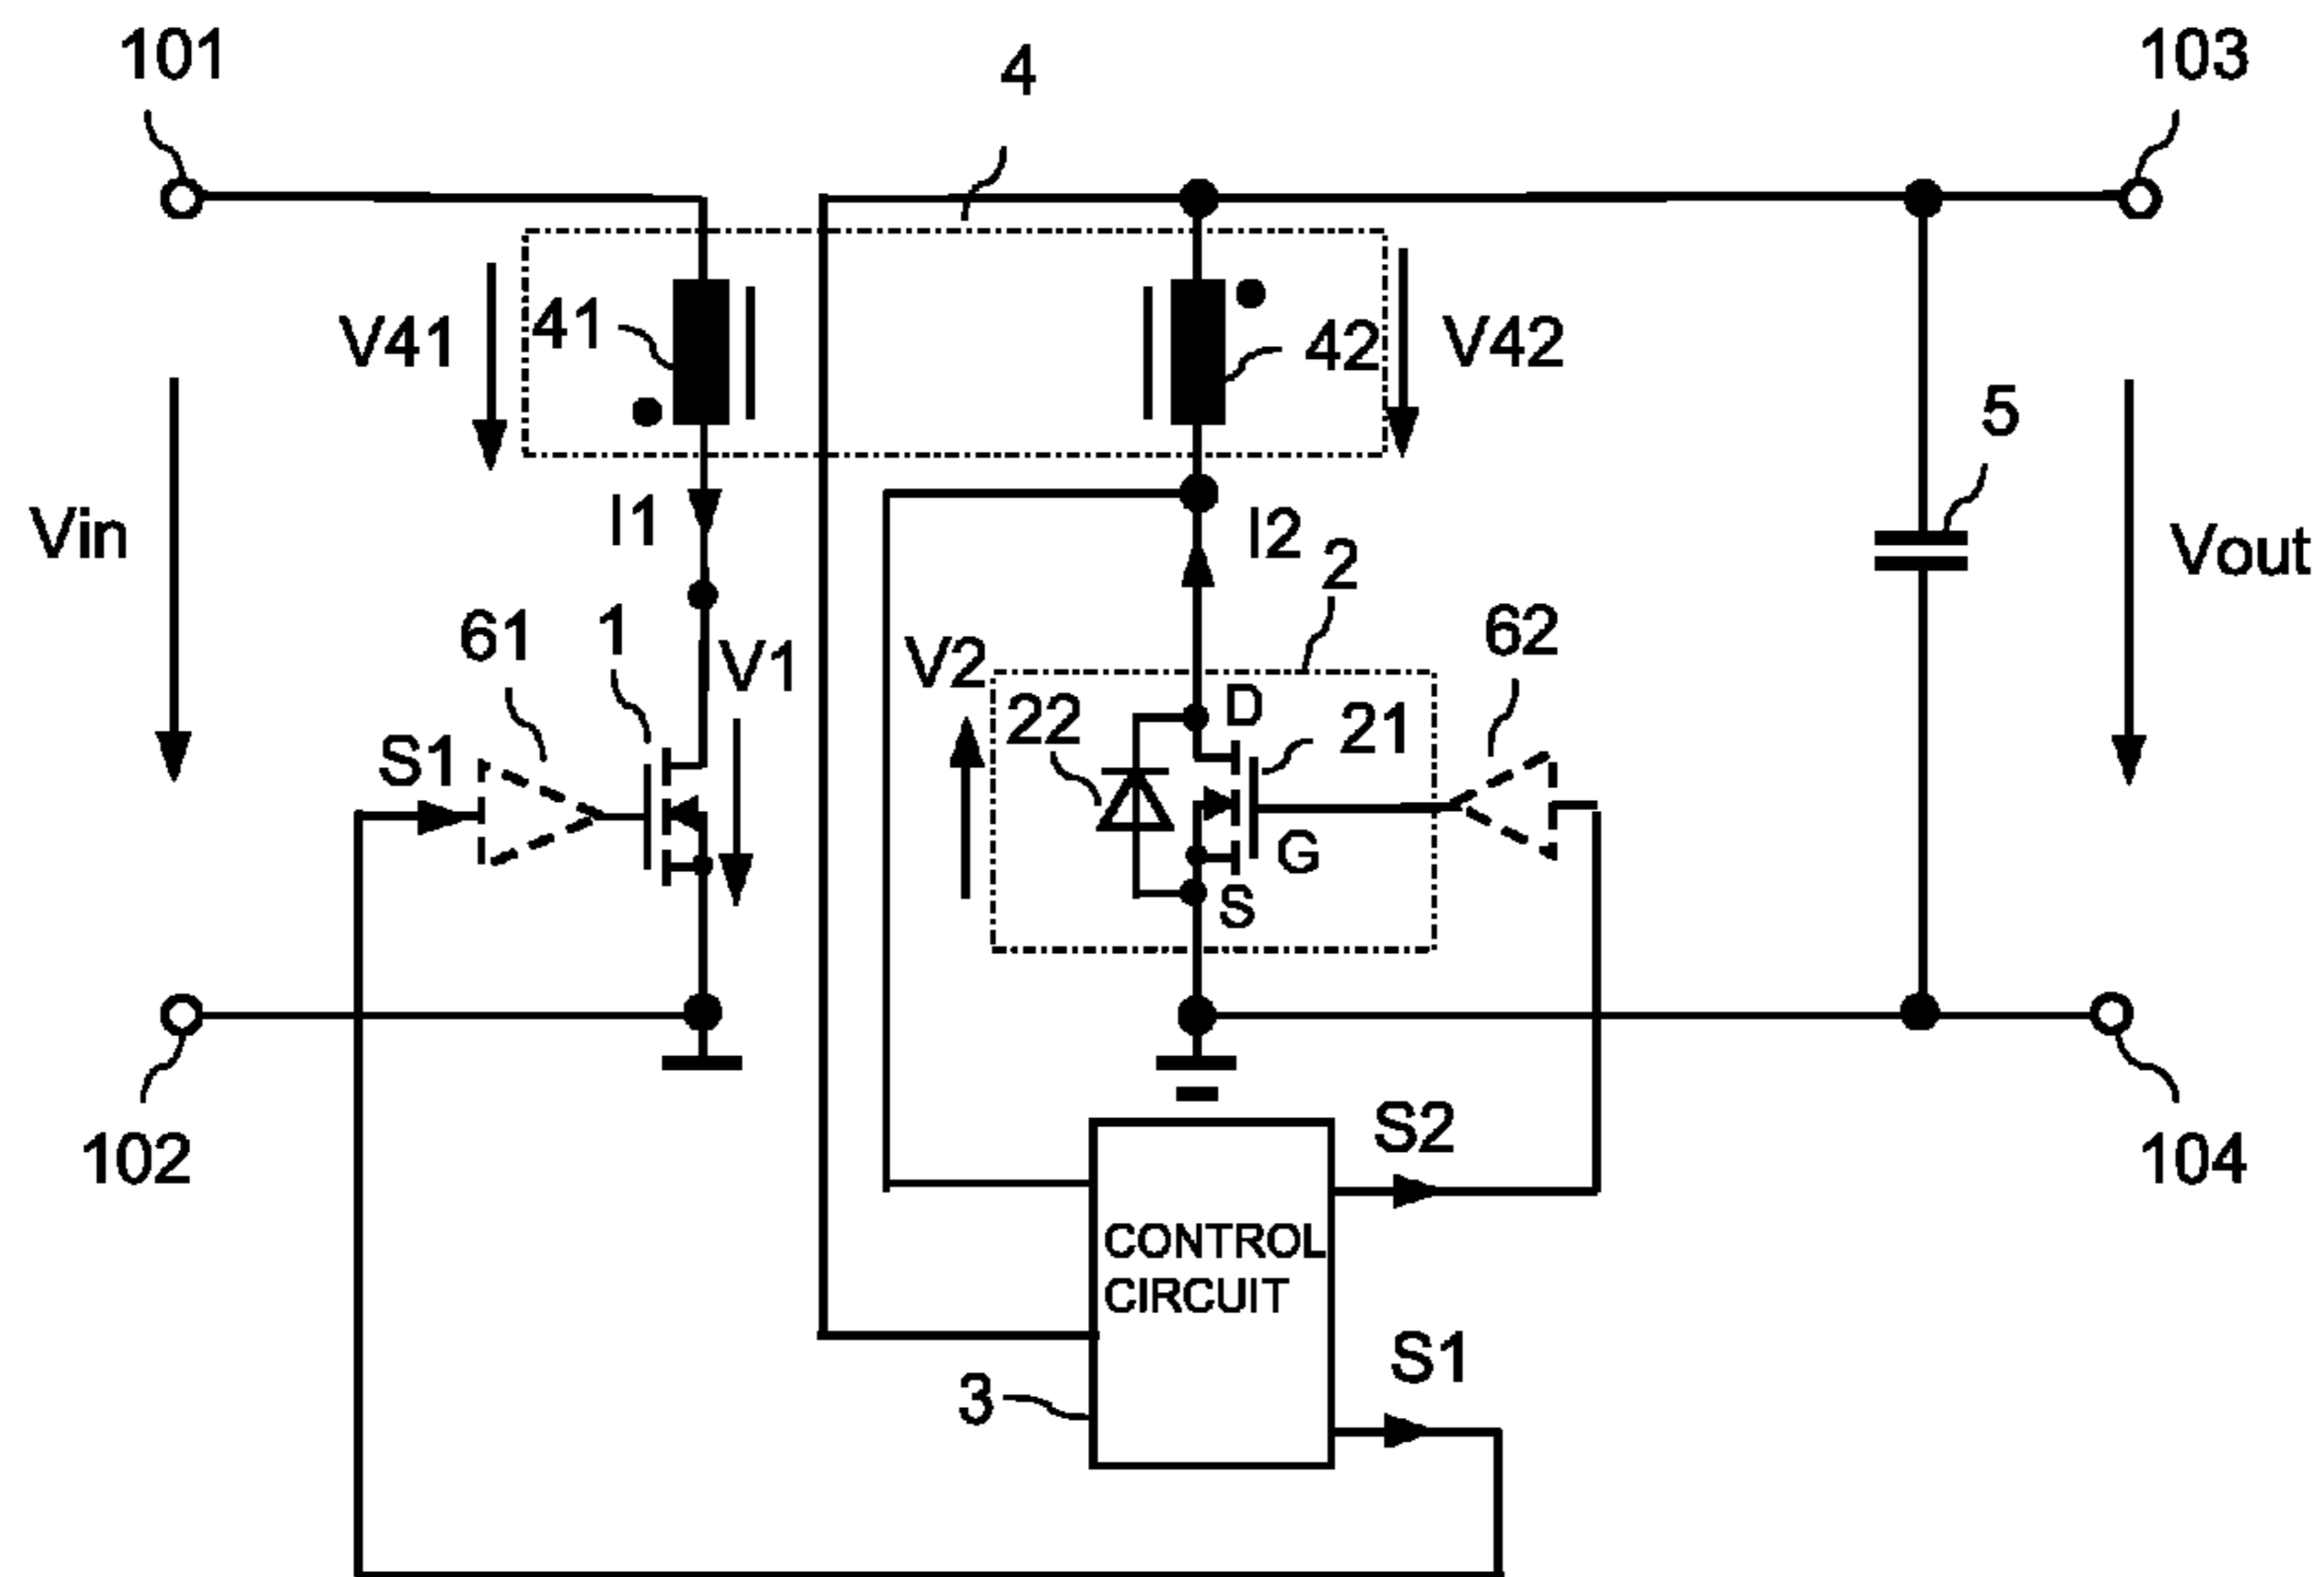 101
4
103
V41
41
42
V42
5
Vin
I1
I2
2
Vout
61
1
V1
V2
62
22
D
21
S1
G
S
102
S2
104
CONTROL
CIRCUIT
S1
3